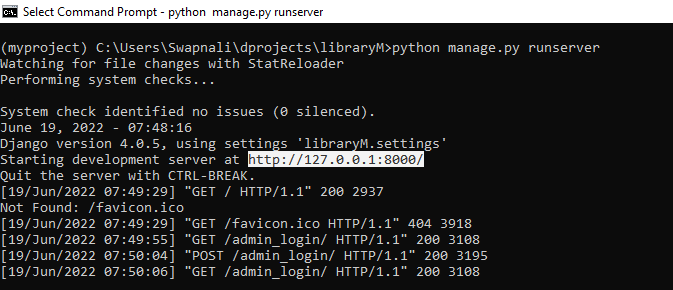 Select Command Prompt - python  manage.py runserver
(myproject) C:\Users\Swapnali\dprojects\libraryM>python manage.py runserver
Watching for file changes with StatReloader
Performing system checks...
System check identified no issues (0 silenced).
June 19, 2022 - 07:48:16
Django version 4.0.5, using settings 'libraryM.settings'
Starting development server at http://127.0.0.1:8000/
Quit the server with CTRL-BREAK.
[19/Jun/2022 07:49:29] "GET / HTTP/1.1" 200 2937
Not Found: /favicon.ico
[19/Jun/2022 07:49:29] "GET /favicon.ico HTTP/1.1" 404 3918
[19/Jun/2022 07:49:55] "GET /admin_login/ HTTP/1.1" 200 3108
[19/Jun/2022 07:50:04] "POST /admin_login/ HTTP/1.1" 200 3195
[19/Jun/2022 07:50:06] "GET /admin_login/ HTTP/1.1" 200 3108